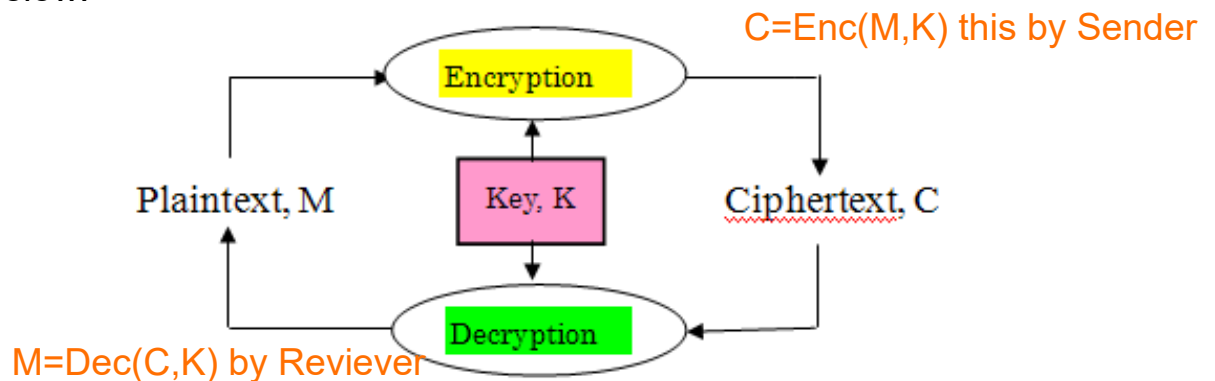 C=Enc(M,K) this by Sender
Encryption
Plaintext, M
Key, K
Ciphertext, C
Decryption
M=Dec(C,K) by Reviever